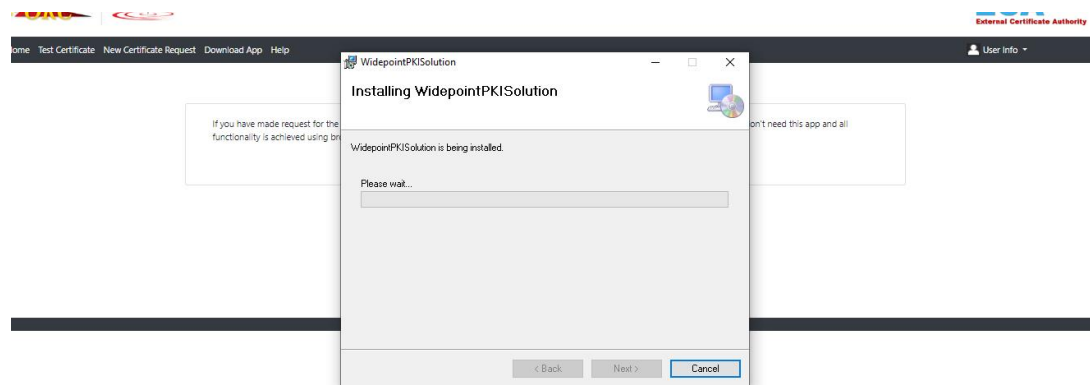 External Certificate Authority
Home Test Certificate New Certificate Request Download App Help
User Info
WidepointPKISolution
Installing WidepointPKISolution
If you have made request for the
on't need this app and all
functionality is achieved using br
WidepointPKISolution is being installed.
Please wait...
< Back Next > Cancel